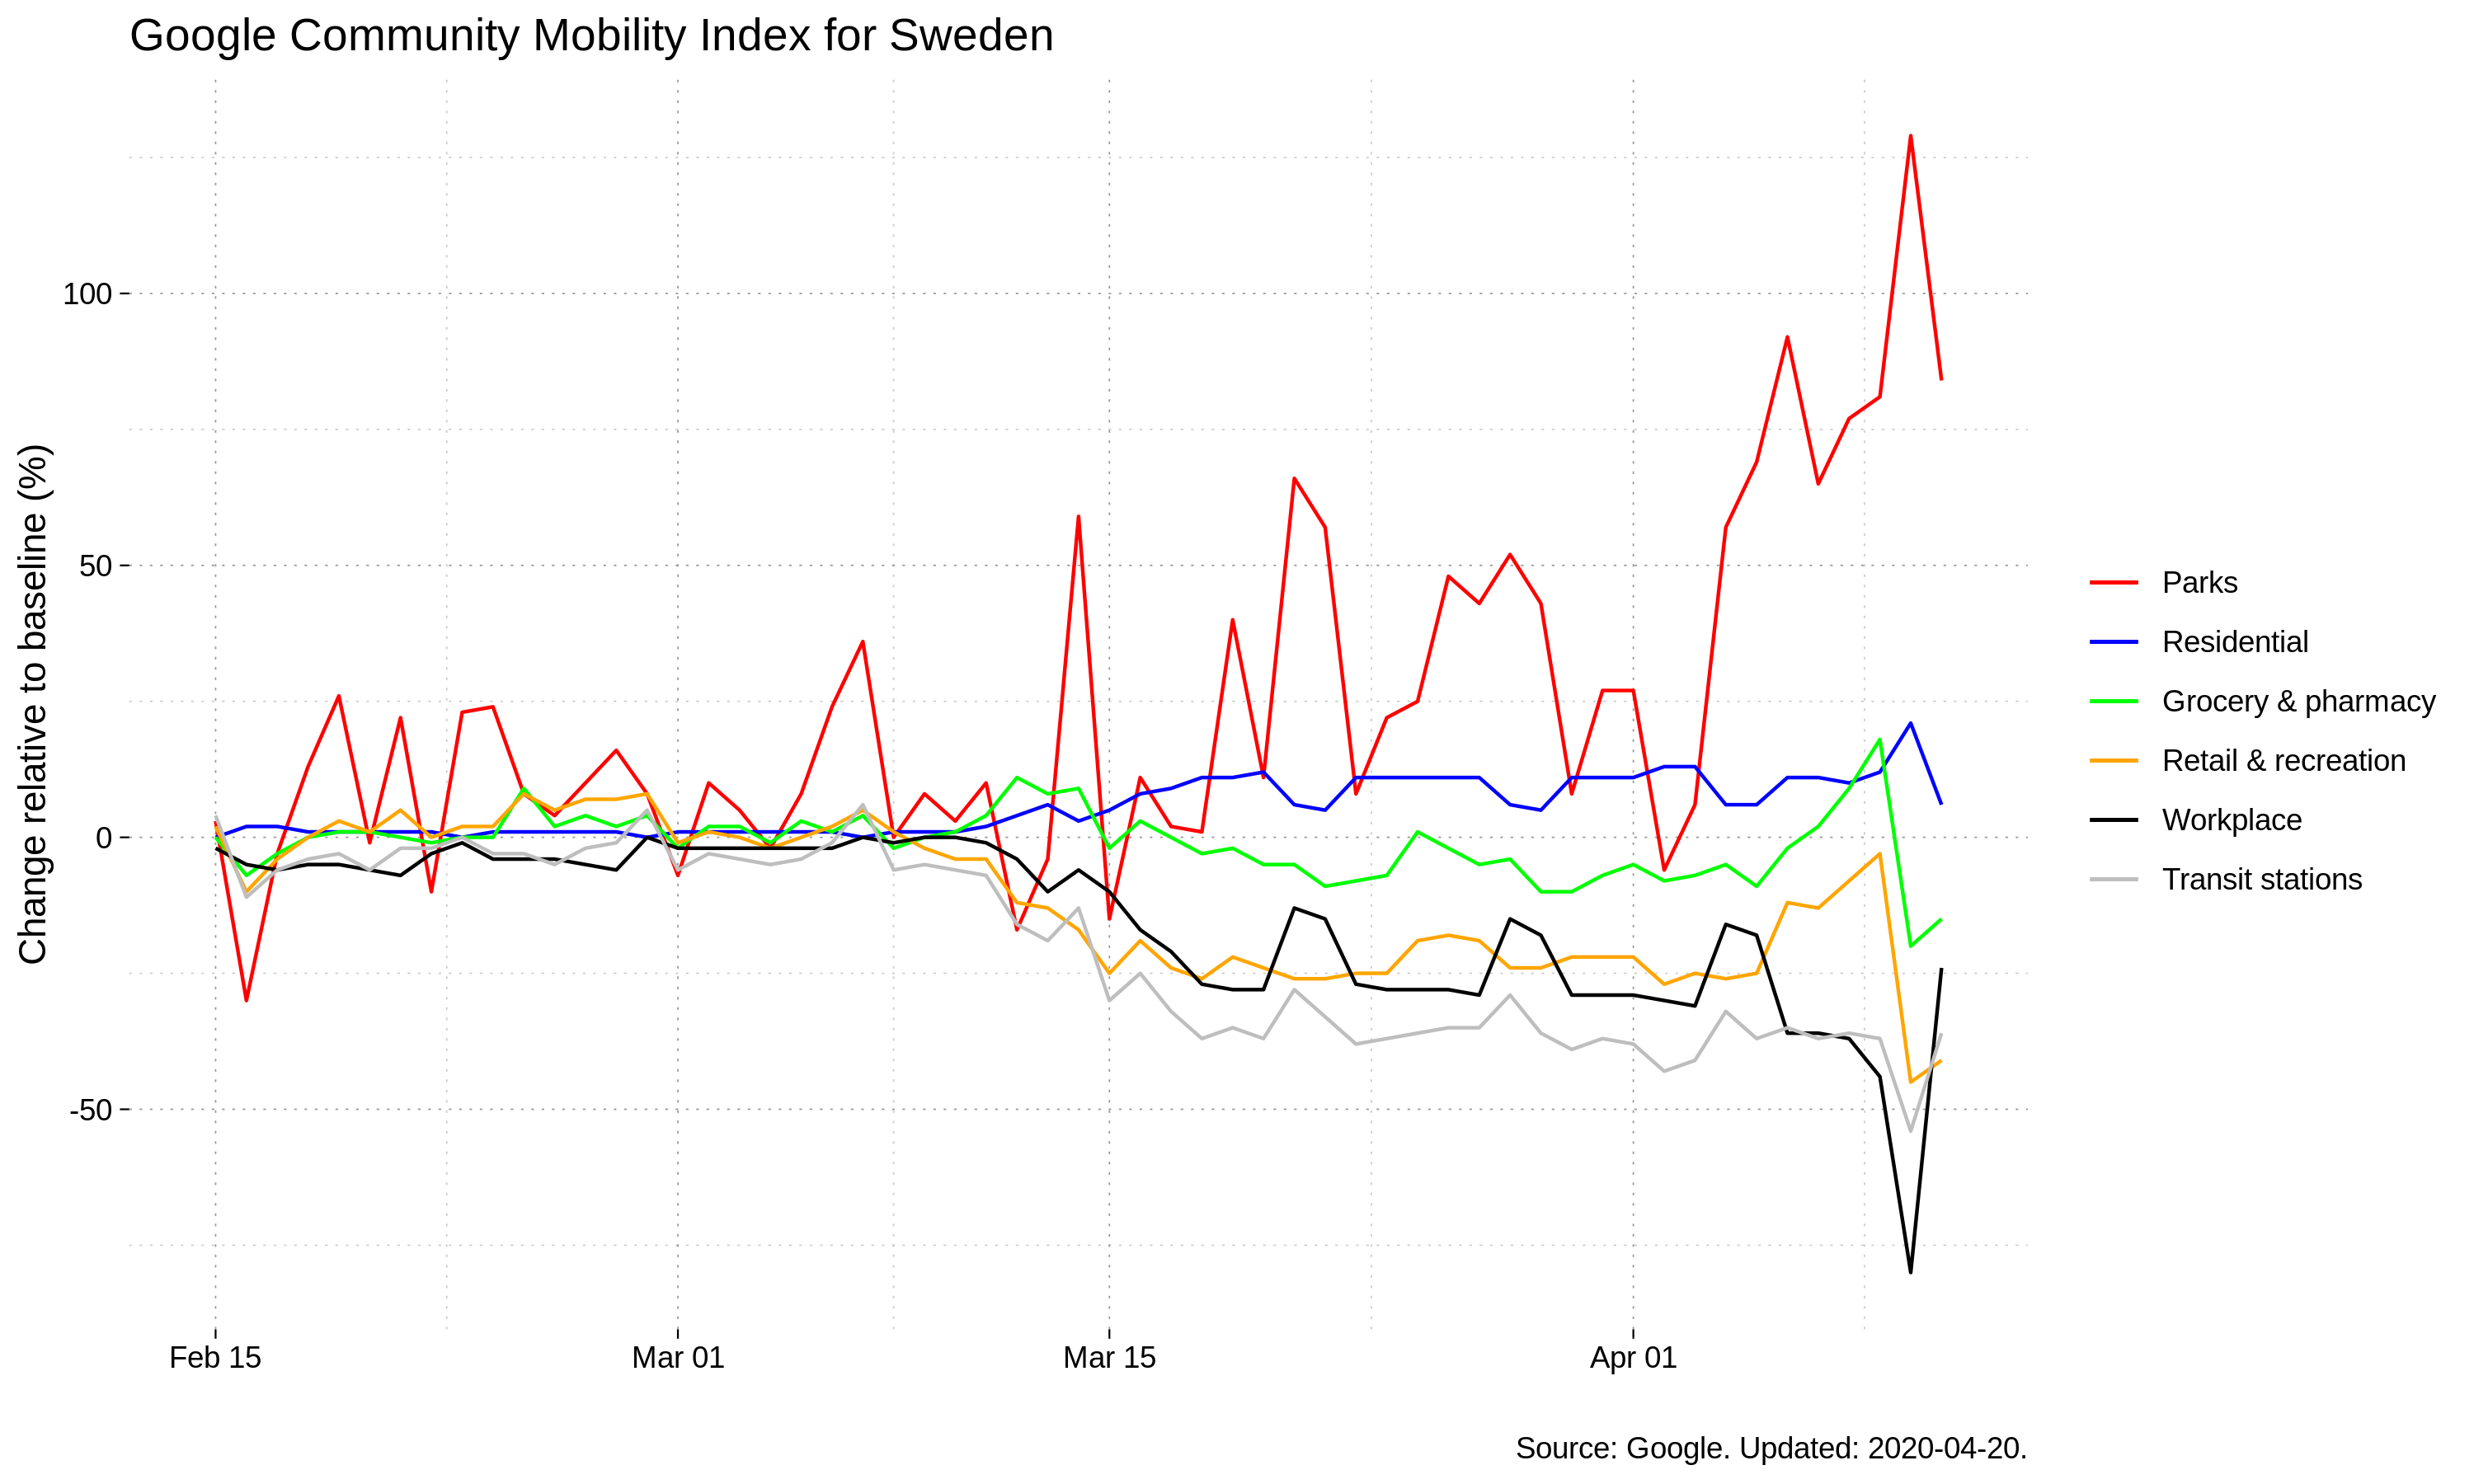 Google Community Mobility Index for Sweden
Change relative to baseline (%)
100
50
0
-50
Feb 15
Mar 01
Mar 15
Apr 01
Parks
Residential
Grocery & pharmacy
Retail & recreation
Workplace
Transit stations
Source: Google. Updated: 2020-04-20.